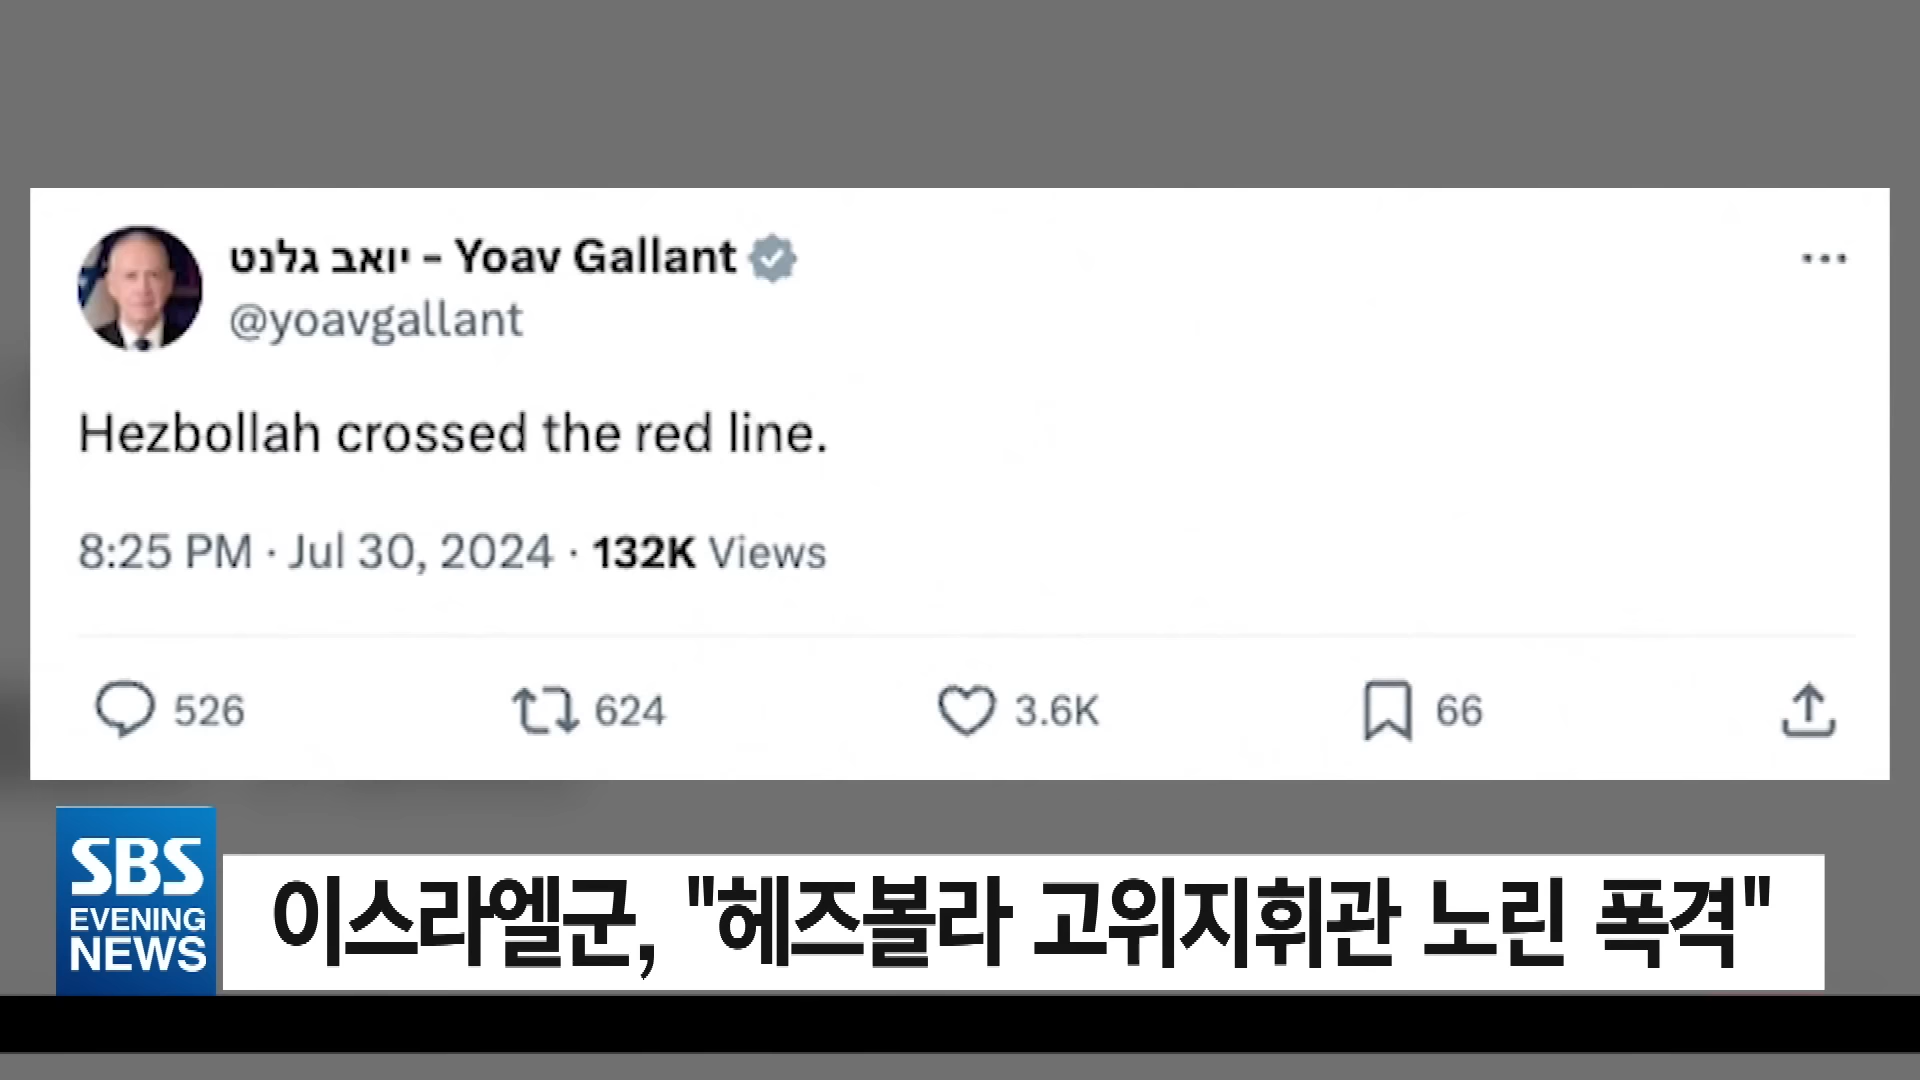 יואב גלנט - Yoav Gallant
@yoavgallant
Hezbollah crossed the red line.
8:25 PM · Jul 30, 2024 · 132K Views
526 624 3.6K 66
SBS
EVENING
NEWS
이스라엘군, "헤즈볼라 고위지휘관 노린 폭격"